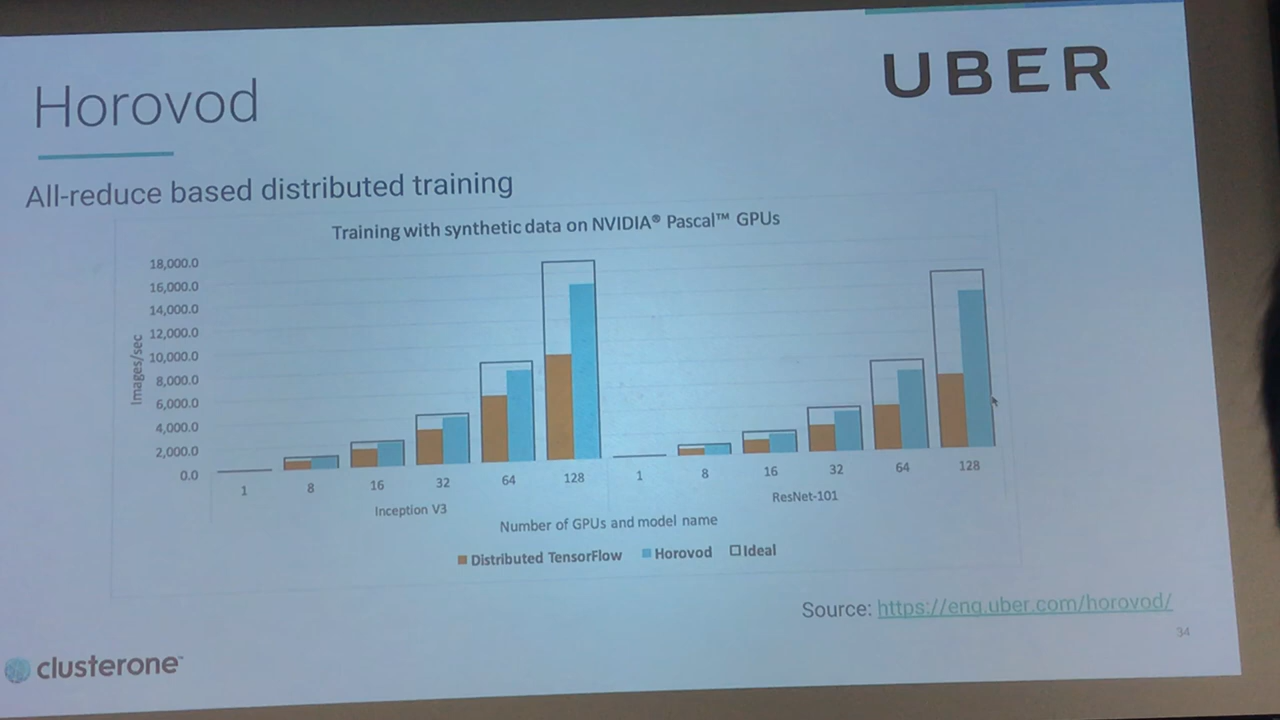 Horovod
UBER
All-reduce based distributed training
Training with synthetic data on NVIDIA® Pascal™ GPUs
18,000.0
16,000.0
14,000.0
12,000.0
10,000.0
8,000.0
6,000.0
4,000.0
2,000.0
0.0
Images/sec
1 8 16 32 64 128 1 8 16 32 64 128
Inception V3 ResNet-101
Number of GPUs and model name
Distributed TensorFlow Horovod Ideal
Source: https://eng.uber.com/horovod/
34
clusterone™